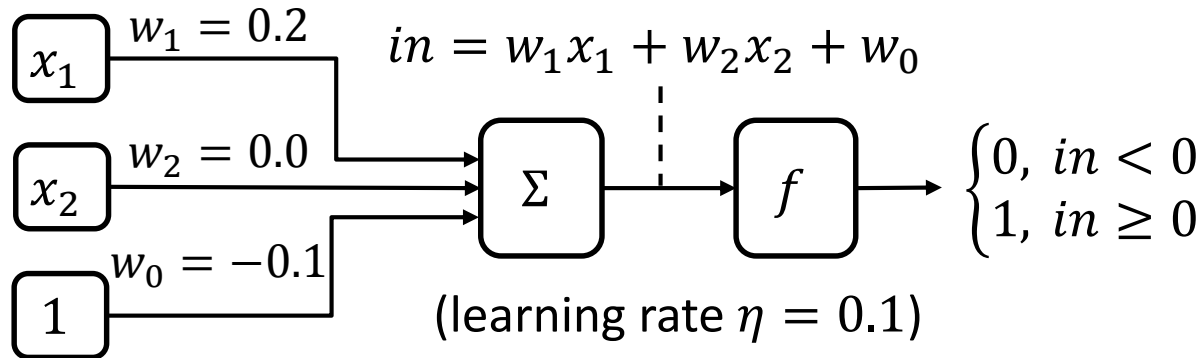 x₁
w₁ = 0.2
in = w₁x₁ + w₂x₂ + w₀
x₂
w₂ = 0.0
Σ
f
{0, in < 0
1, in ≥ 0
1
w₀ = −0.1
(learning rate η = 0.1)